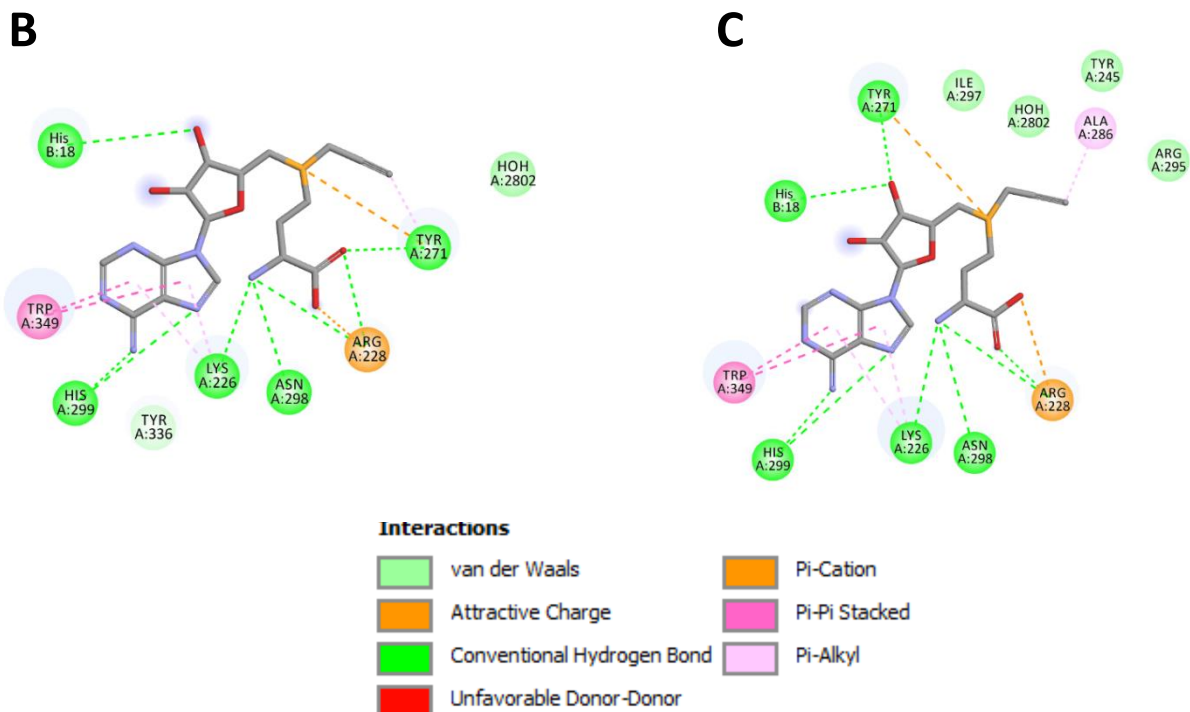 B
His
B:18
HOH
A:2802
TYR
A:271
TRP
A:349
ARG
A:228
LYS
A:226
ASN
A:298
HIS
A:299
TYR
A:336
C
TYR
A:271
ILE
A:297
HOH
A:2802
TYR
A:245
ALA
A:286
ARG
A:295
His
B:18
TRP
A:349
ARG
A:228
LYS
A:226
ASN
A:298
HIS
A:299
Interactions
van der Waals
Attractive Charge
Conventional Hydrogen Bond
Unfavorable Donor-Donor
Pi-Cation
Pi-Pi Stacked
Pi-Alkyl